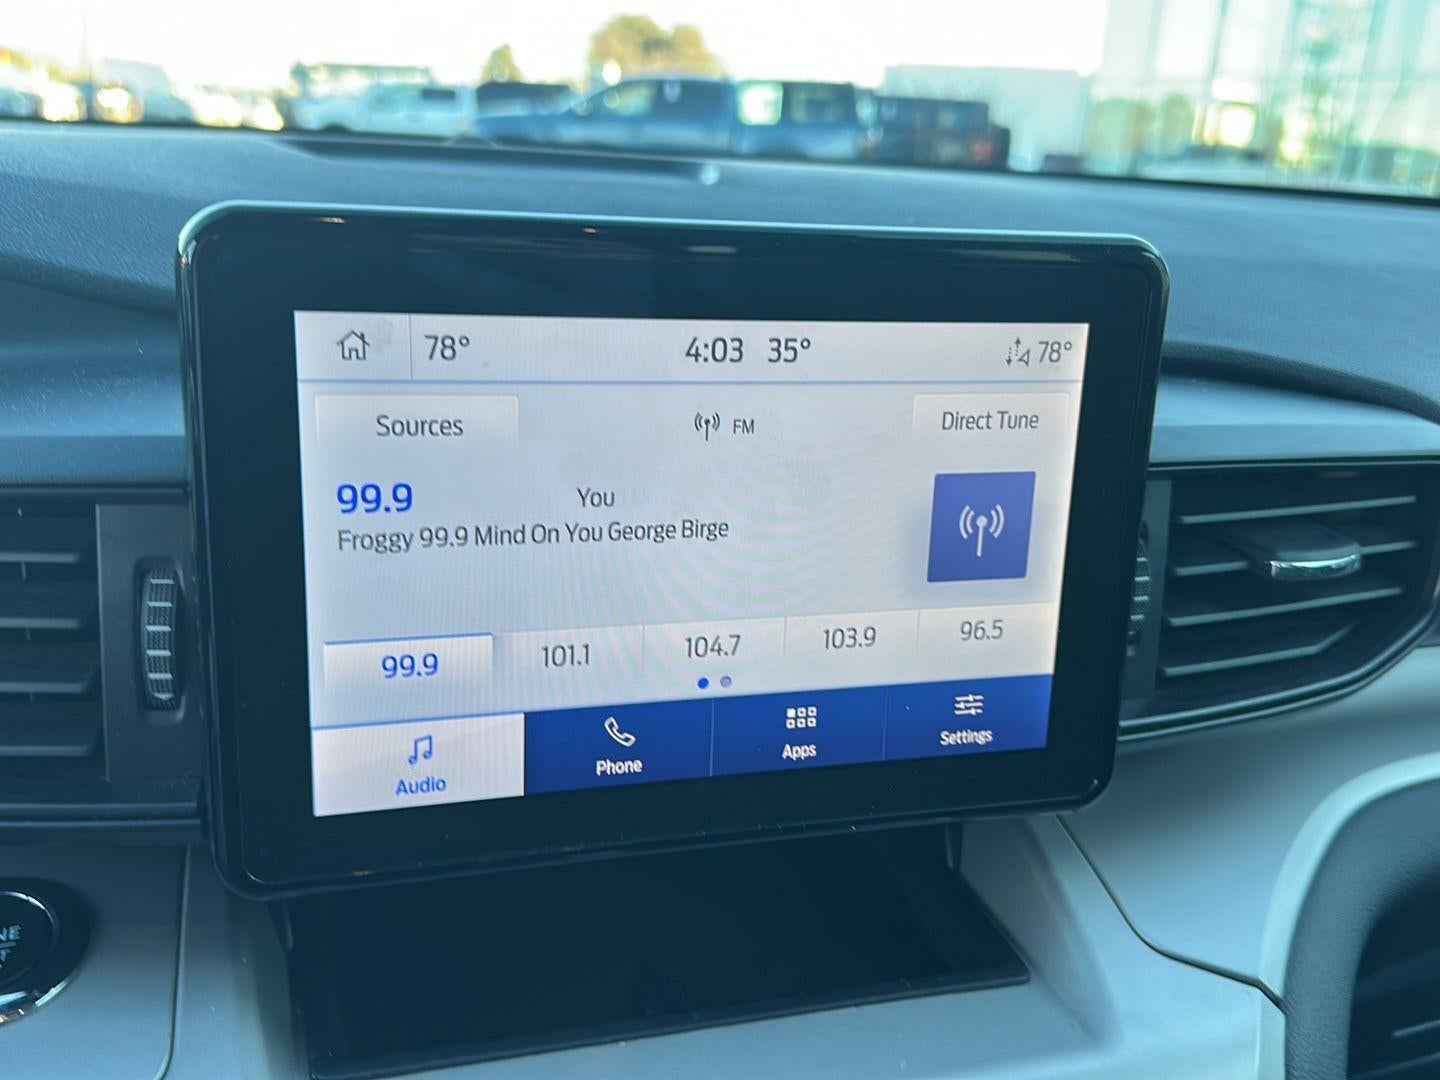 78° 4:03 35° 78°
Sources FM Direct Tune
99.9 You
Froggy 99.9 Mind On You George Birge
99.9 101.1 104.7 103.9 96.5
Audio Phone Apps Settings